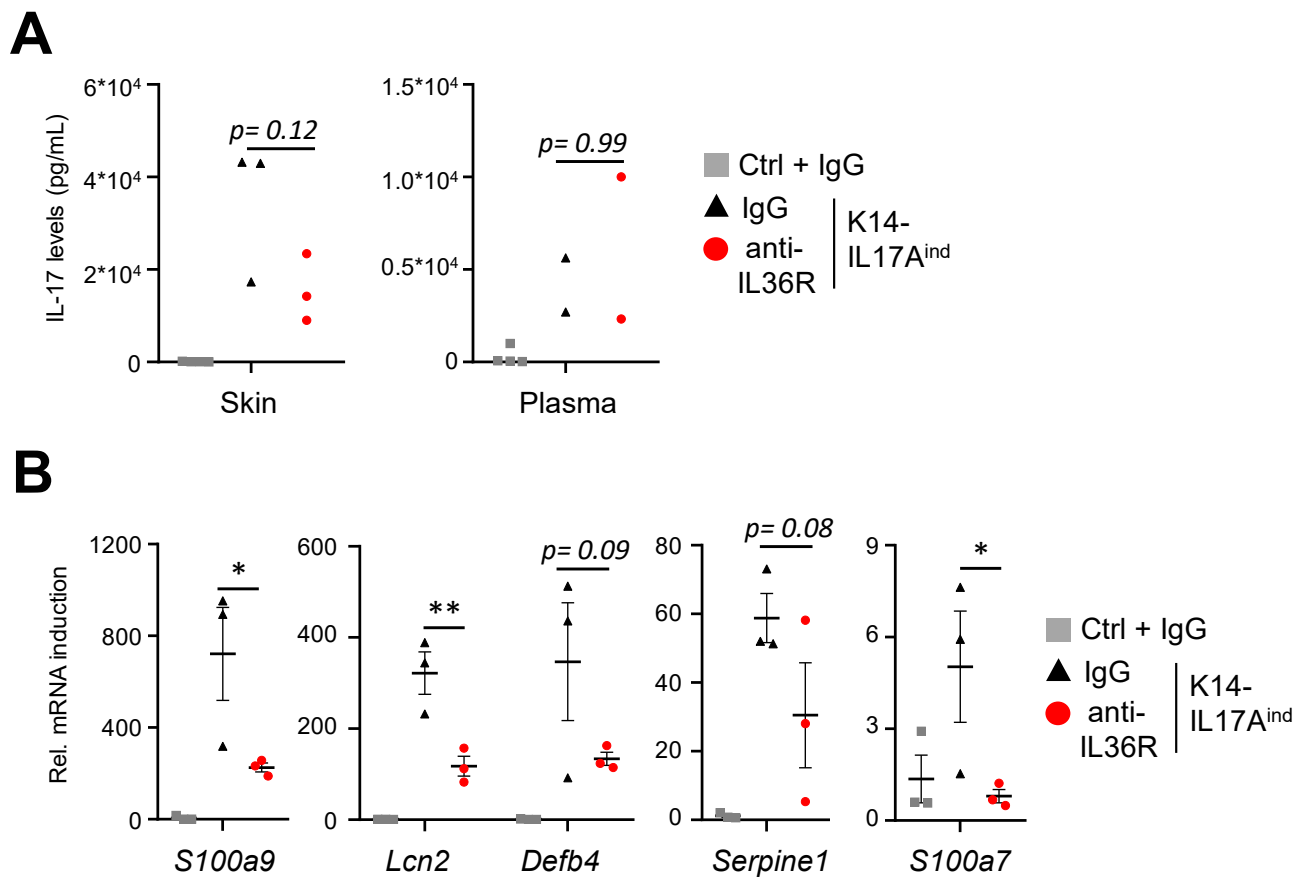 A
IL-17 levels (pg/mL)
6*10⁴
4*10⁴
2*10⁴
0
p= 0.12
Skin
1.5*10⁴
1.0*10⁴
0.5*10⁴
0
p= 0.99
Plasma
Ctrl + IgG
IgG
anti-
IL36R
K14-
IL17Aⁱⁿᵈ
B
Rel. mRNA induction
1200
800
400
0
*
S100a9
600
400
200
0
**
Lcn2
p= 0.09
Defb4
80
60
40
20
0
p= 0.08
Serpine1
9
6
3
0
*
S100a7
Ctrl + IgG
IgG
anti-
IL36R
K14-
IL17Aⁱⁿᵈ